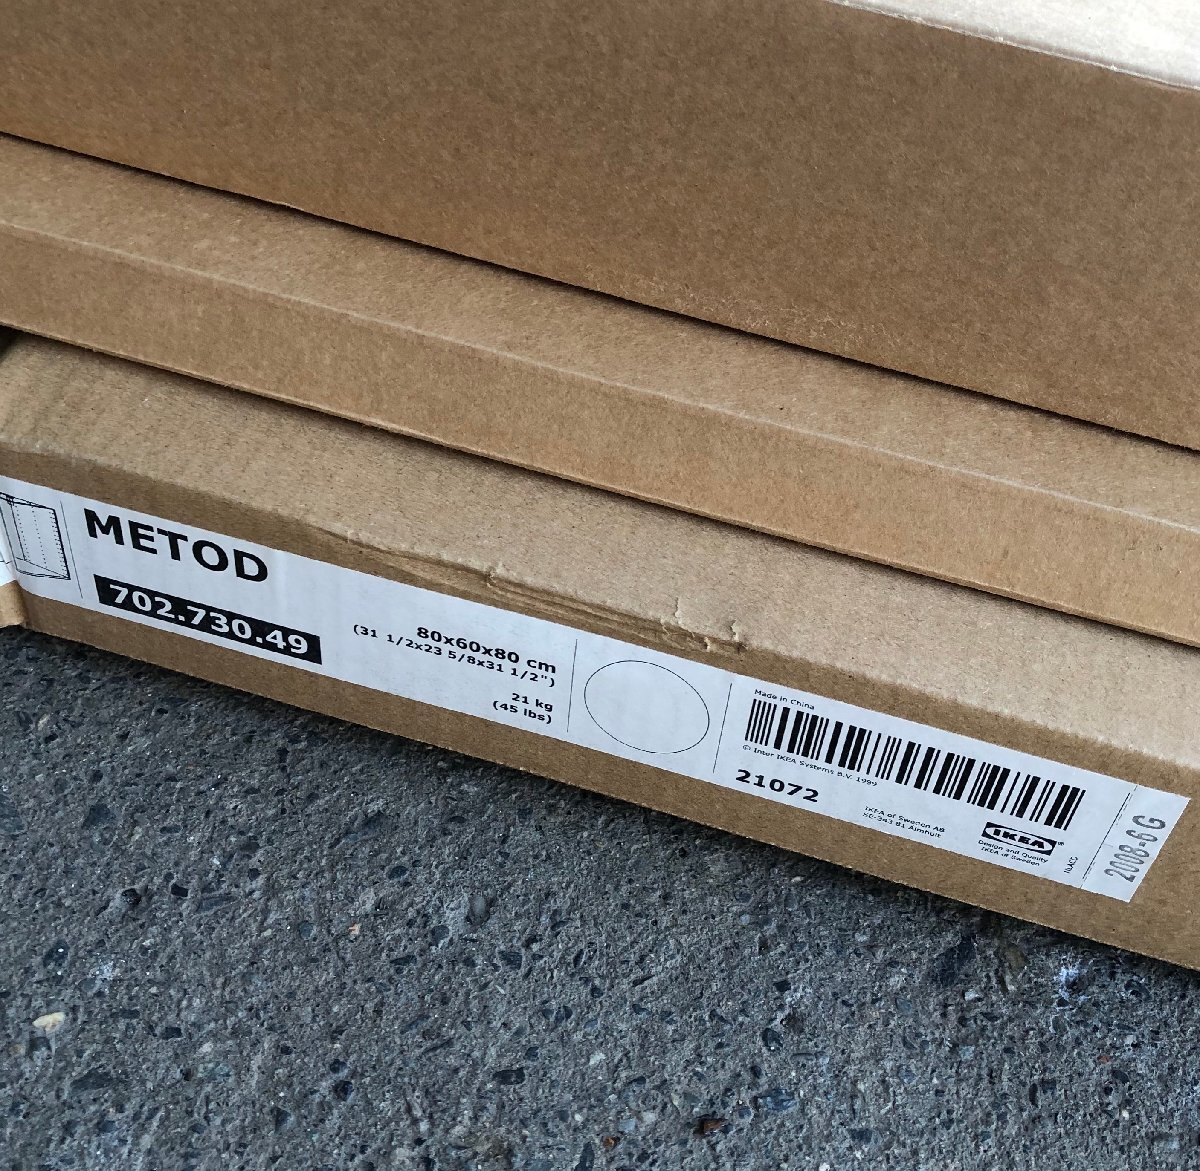 METOD
702.730.49
80x60x80 cm
(31 1/2x23 5/8x31 1/2")
21 kg
(45 lbs)
Made in China
© Inter IKEA Systems B.V. 1999
21072
IKEA of Sweden AB
SE-343 81 Älmhult
IKEA®
Design and Quality
IKEA of Sweden
2008-6 G